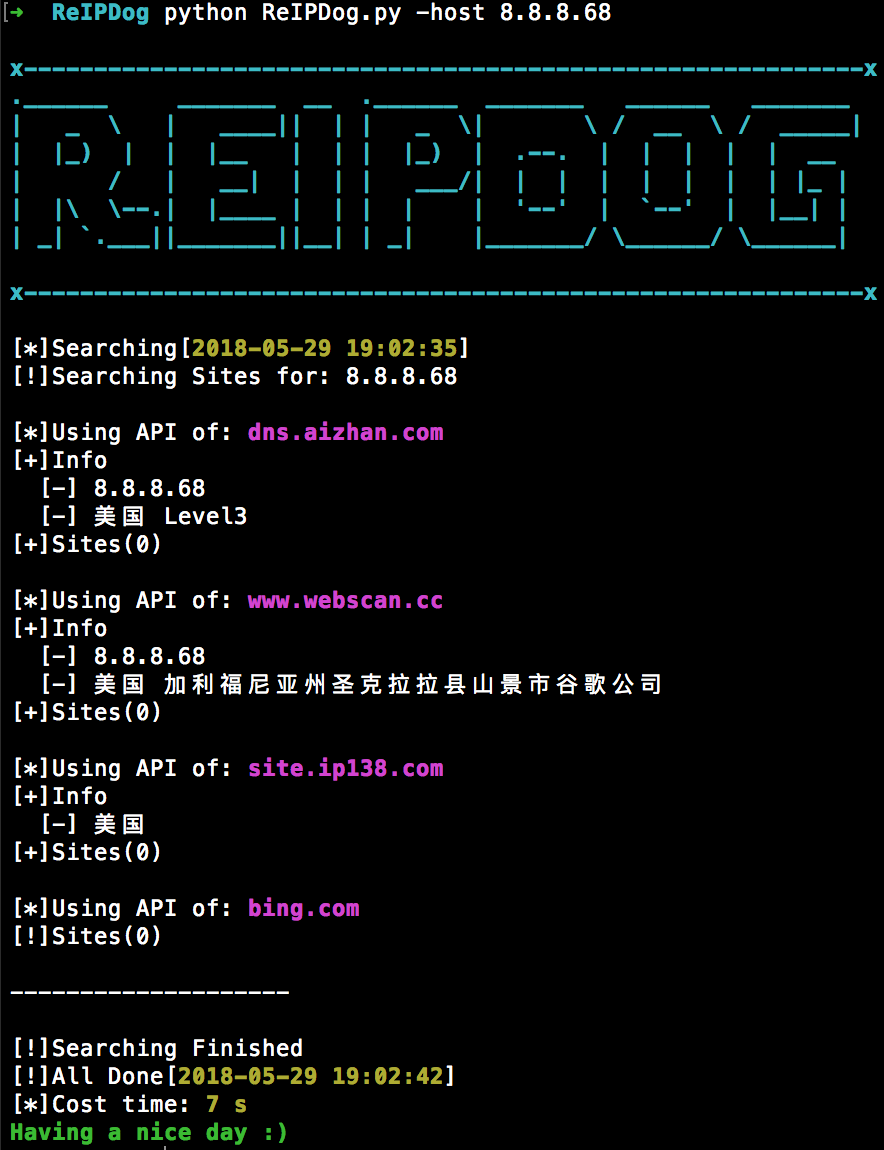 [➜  ReIPDog python ReIPDog.py -host 8.8.8.68
x------------------------------------------------------------x
REIPDOG
x------------------------------------------------------------x
[*]Searching[2018-05-29 19:02:35]
[!]Searching Sites for: 8.8.8.68
[*]Using API of: dns.aizhan.com
[+]Info
  [-] 8.8.8.68
  [-] 美国 Level3
[+]Sites(0)
[*]Using API of: www.webscan.cc
[+]Info
  [-] 8.8.8.68
  [-] 美国 加利福尼亚州圣克拉拉县山景市谷歌公司
[+]Sites(0)
[*]Using API of: site.ip138.com
[+]Info
  [-] 美国
[+]Sites(0)
[*]Using API of: bing.com
[!]Sites(0)
--------------------
[!]Searching Finished
[!]All Done[2018-05-29 19:02:42]
[*]Cost time: 7 s
Having a nice day :)